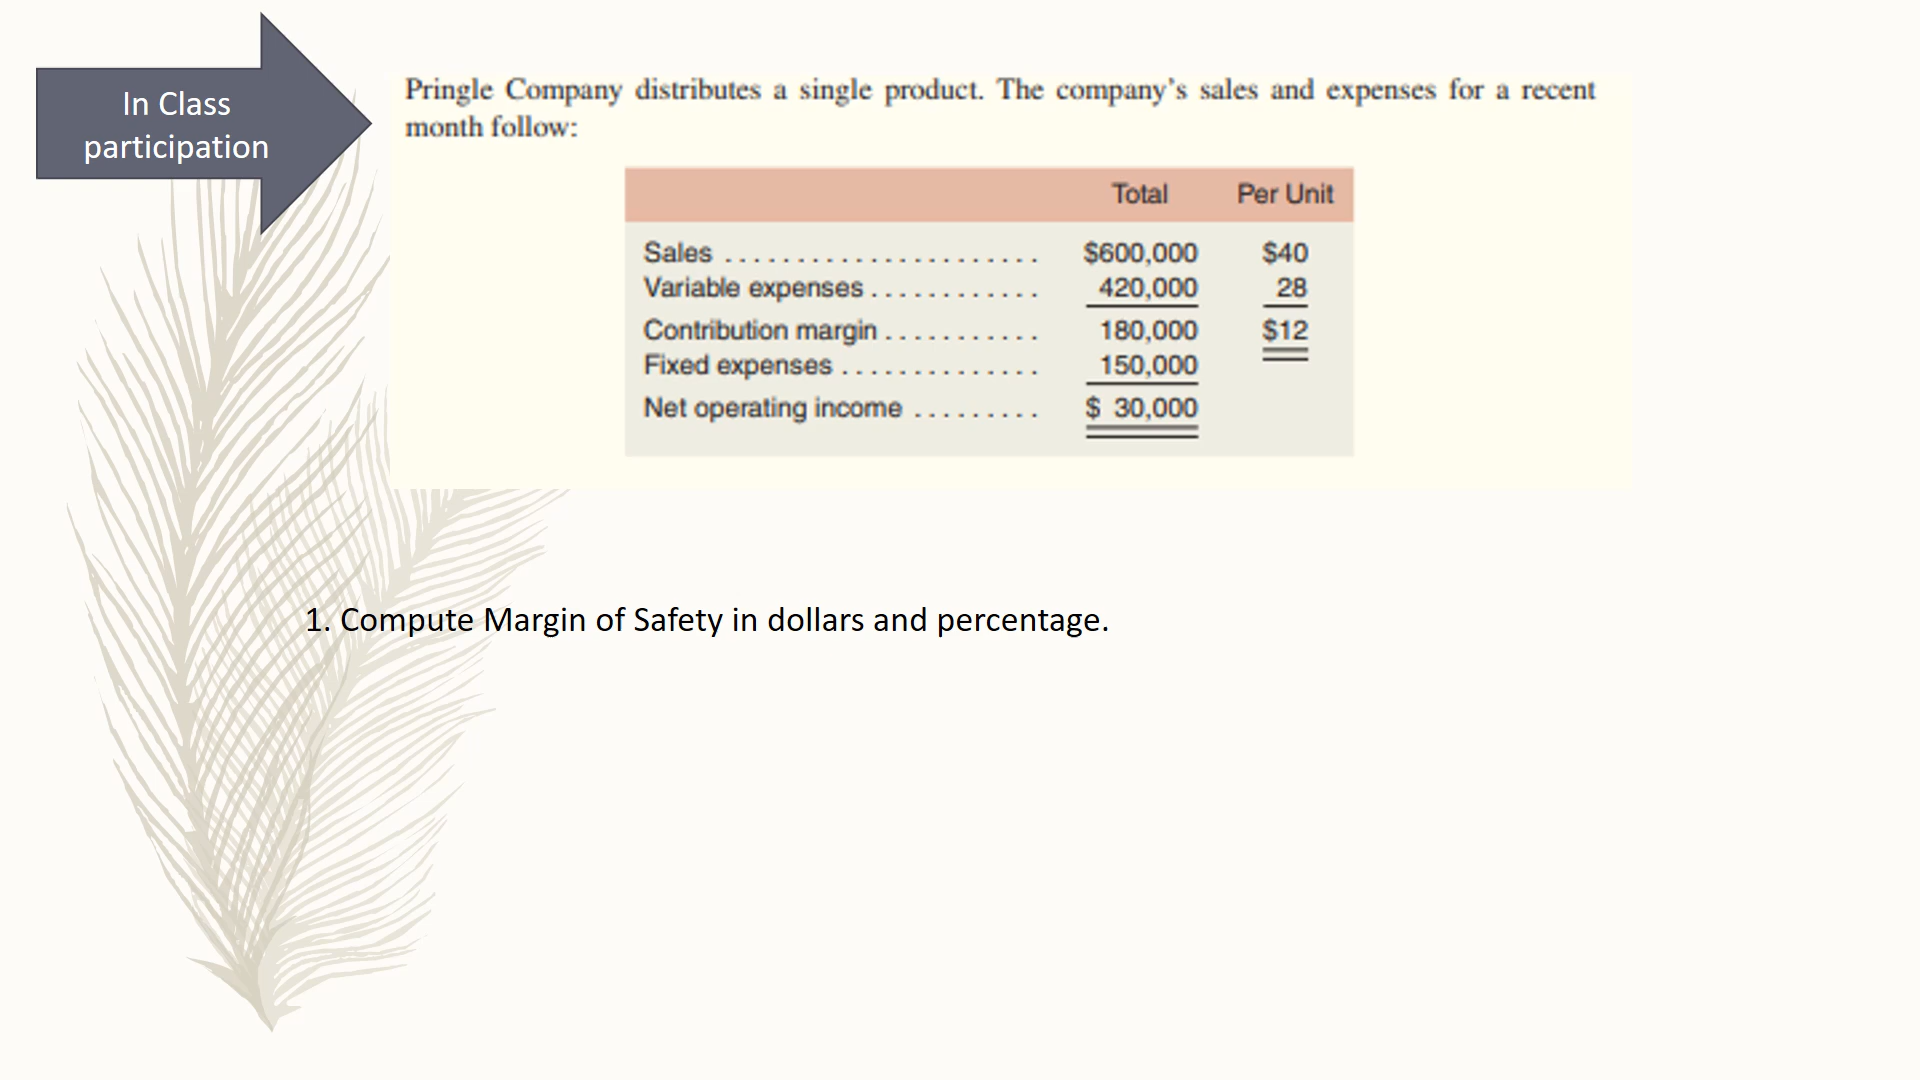 In Class
participation
Pringle Company distributes a single product. The company's sales and expenses for a recent
month follow:
Total Per Unit
Sales ...................... $600,000 $40
Variable expenses ............ 420,000 28
Contribution margin ........... 180,000 $12
Fixed expenses .............. 150,000
Net operating income ......... $ 30,000
1. Compute Margin of Safety in dollars and percentage.